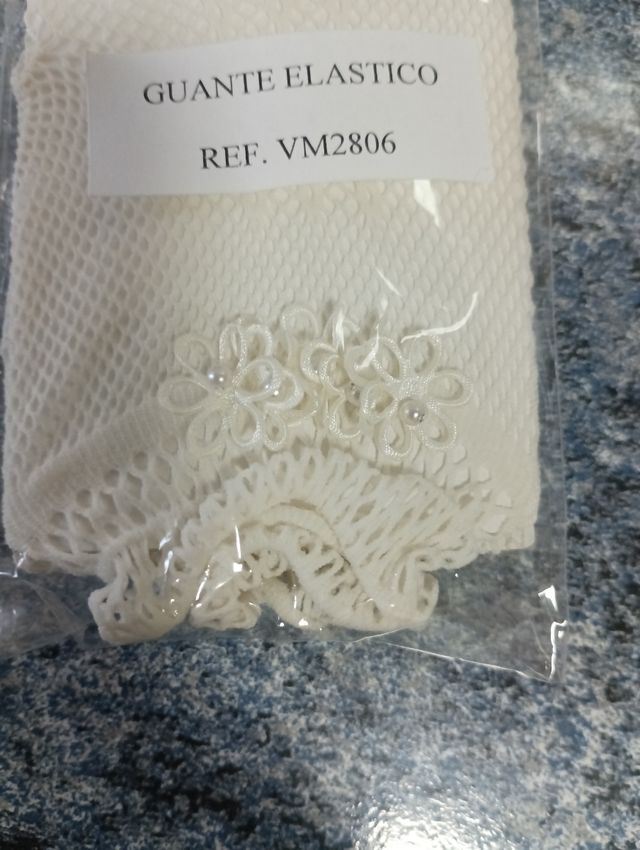 GUANTE ELASTICO
REF. VM2806